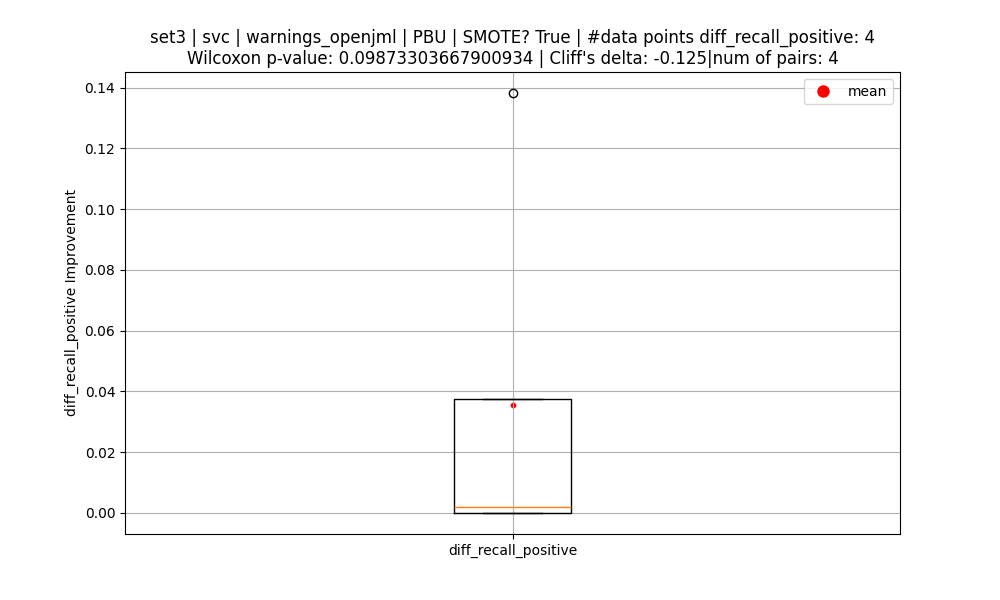 set3 | svc | warnings_openjml | PBU | SMOTE? True | #data points diff_recall_positive: 4
Wilcoxon p-value: 0.09873303667900934 | Cliff's delta: -0.125|num of pairs: 4
mean
0.14
0.12
0.10
0.08
0.06
0.04
0.02
0.00
diff_recall_positive Improvement
diff_recall_positive